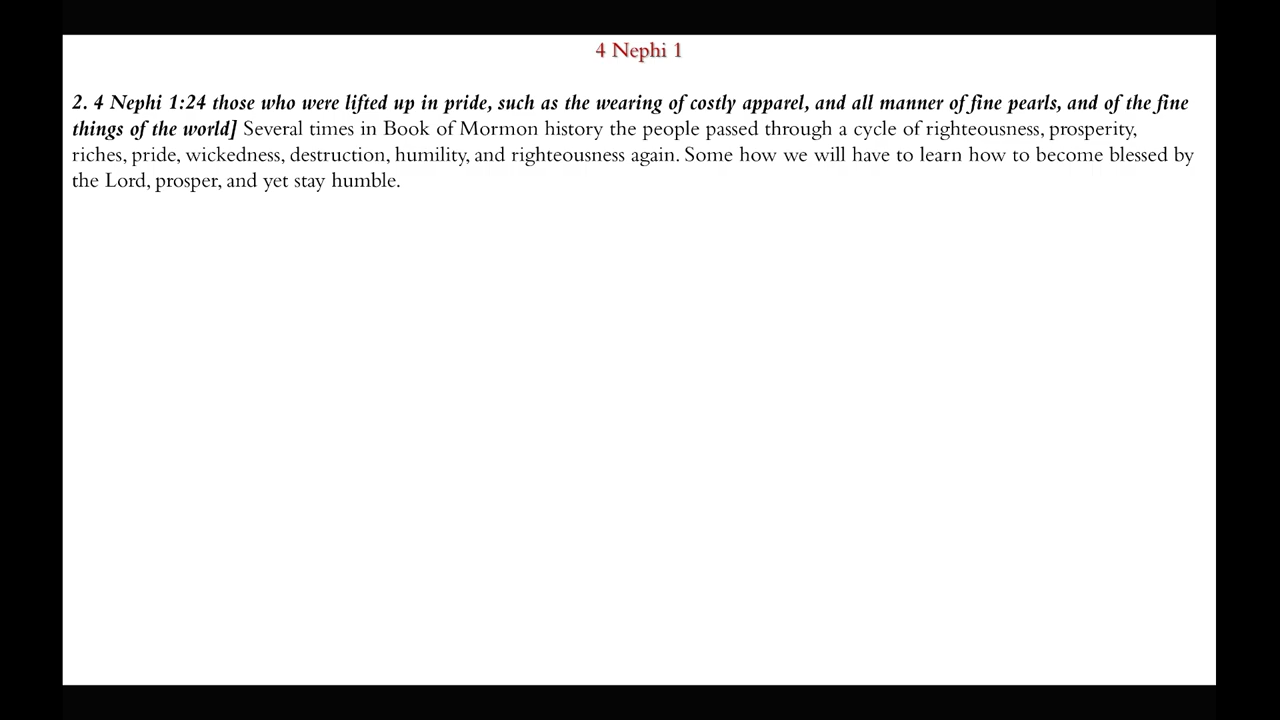 4 Nephi 1
2. 4 Nephi 1:24 those who were lifted up in pride, such as the wearing of costly apparel, and all manner of fine pearls, and of the fine
things of the world] Several times in Book of Mormon history the people passed through a cycle of righteousness, prosperity,
riches, pride, wickedness, destruction, humility, and righteousness again. Some how we will have to learn how to become blessed by
the Lord, prosper, and yet stay humble.